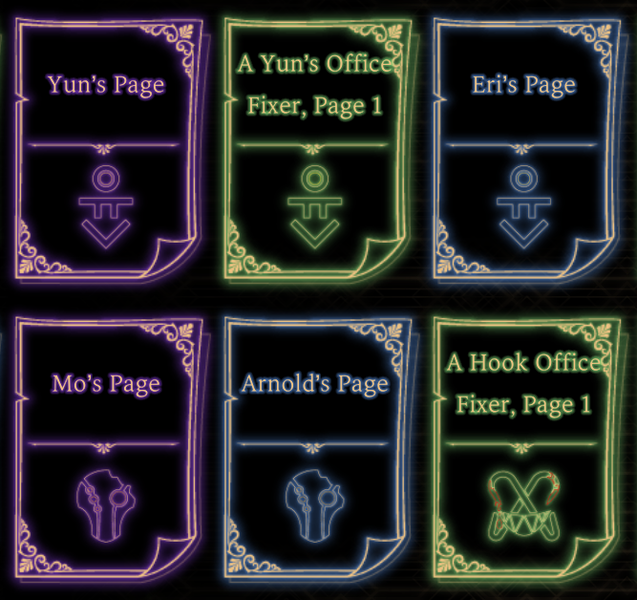 Yun's Page
A Yun's Office
Fixer, Page 1
Eri's Page
Mo's Page
Arnold's Page
A Hook Office
Fixer, Page 1